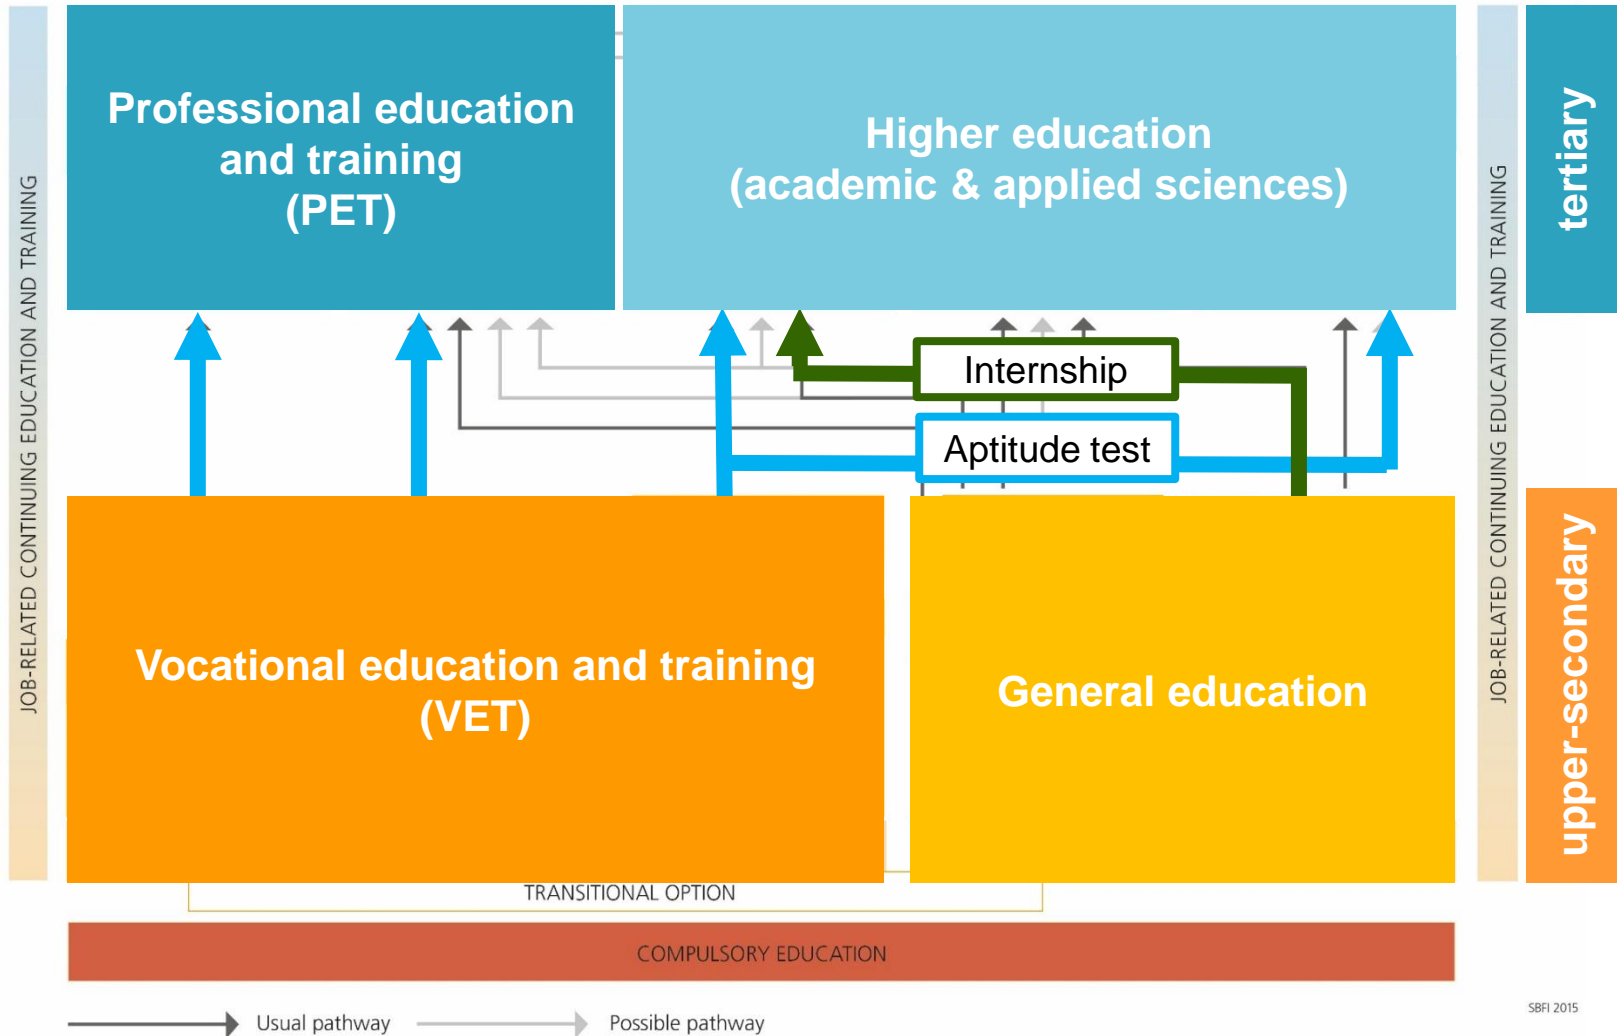 Professional education
and training
(PET)
Higher education
(academic & applied sciences)
tertiary
JOB-RELATED CONTINUING EDUCATION AND TRAINING
JOB-RELATED CONTINUING EDUCATION AND TRAINING
Internship
Aptitude test
Vocational education and training
(VET)
General education
upper-secondary
TRANSITIONAL OPTION
COMPULSORY EDUCATION
Usual pathway
Possible pathway
SBFI 2015